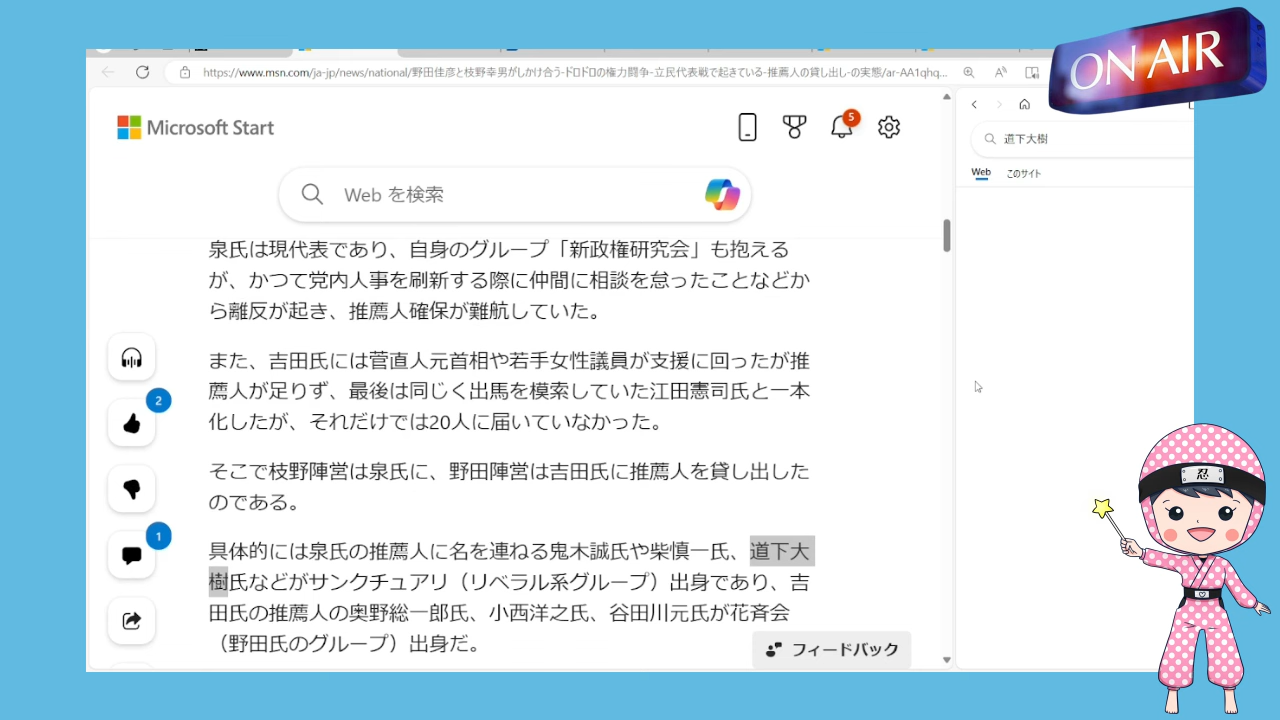 ON AIR
https://www.msn.com/ja-jp/news/national/野田佳彦と枝野幸男がしかけ合う-ドロドロの権力闘争-立民代表戦で起きている-推薦人の貸し出し-の実態/ar-AA1qhq...
Microsoft Start
5
道下大樹
Web を検索
Web このサイト
泉氏は現代表であり、自身のグループ「新政権研究会」も抱える
が、かつて党内人事を刷新する際に仲間に相談を怠ったことなどか
ら離反が起き、推薦人確保が難航していた。
また、吉田氏には菅直人元首相や若手女性議員が支援に回ったが推
薦人が足りず、最後は同じく出馬を模索していた江田憲司氏と一本
化したが、それだけでは20人に届いていなかった。
2
そこで枝野陣営は泉氏に、野田陣営は吉田氏に推薦人を貸し出した
のである。
1
具体的には泉氏の推薦人に名を連ねる鬼木誠氏や柴慎一氏、道下大
樹氏などがサンクチュアリ（リベラル系グループ）出身であり、吉
田氏の推薦人の奥野総一郎氏、小西洋之氏、谷田川元氏が花斉会
（野田氏のグループ）出身だ。
フィードバック
忍